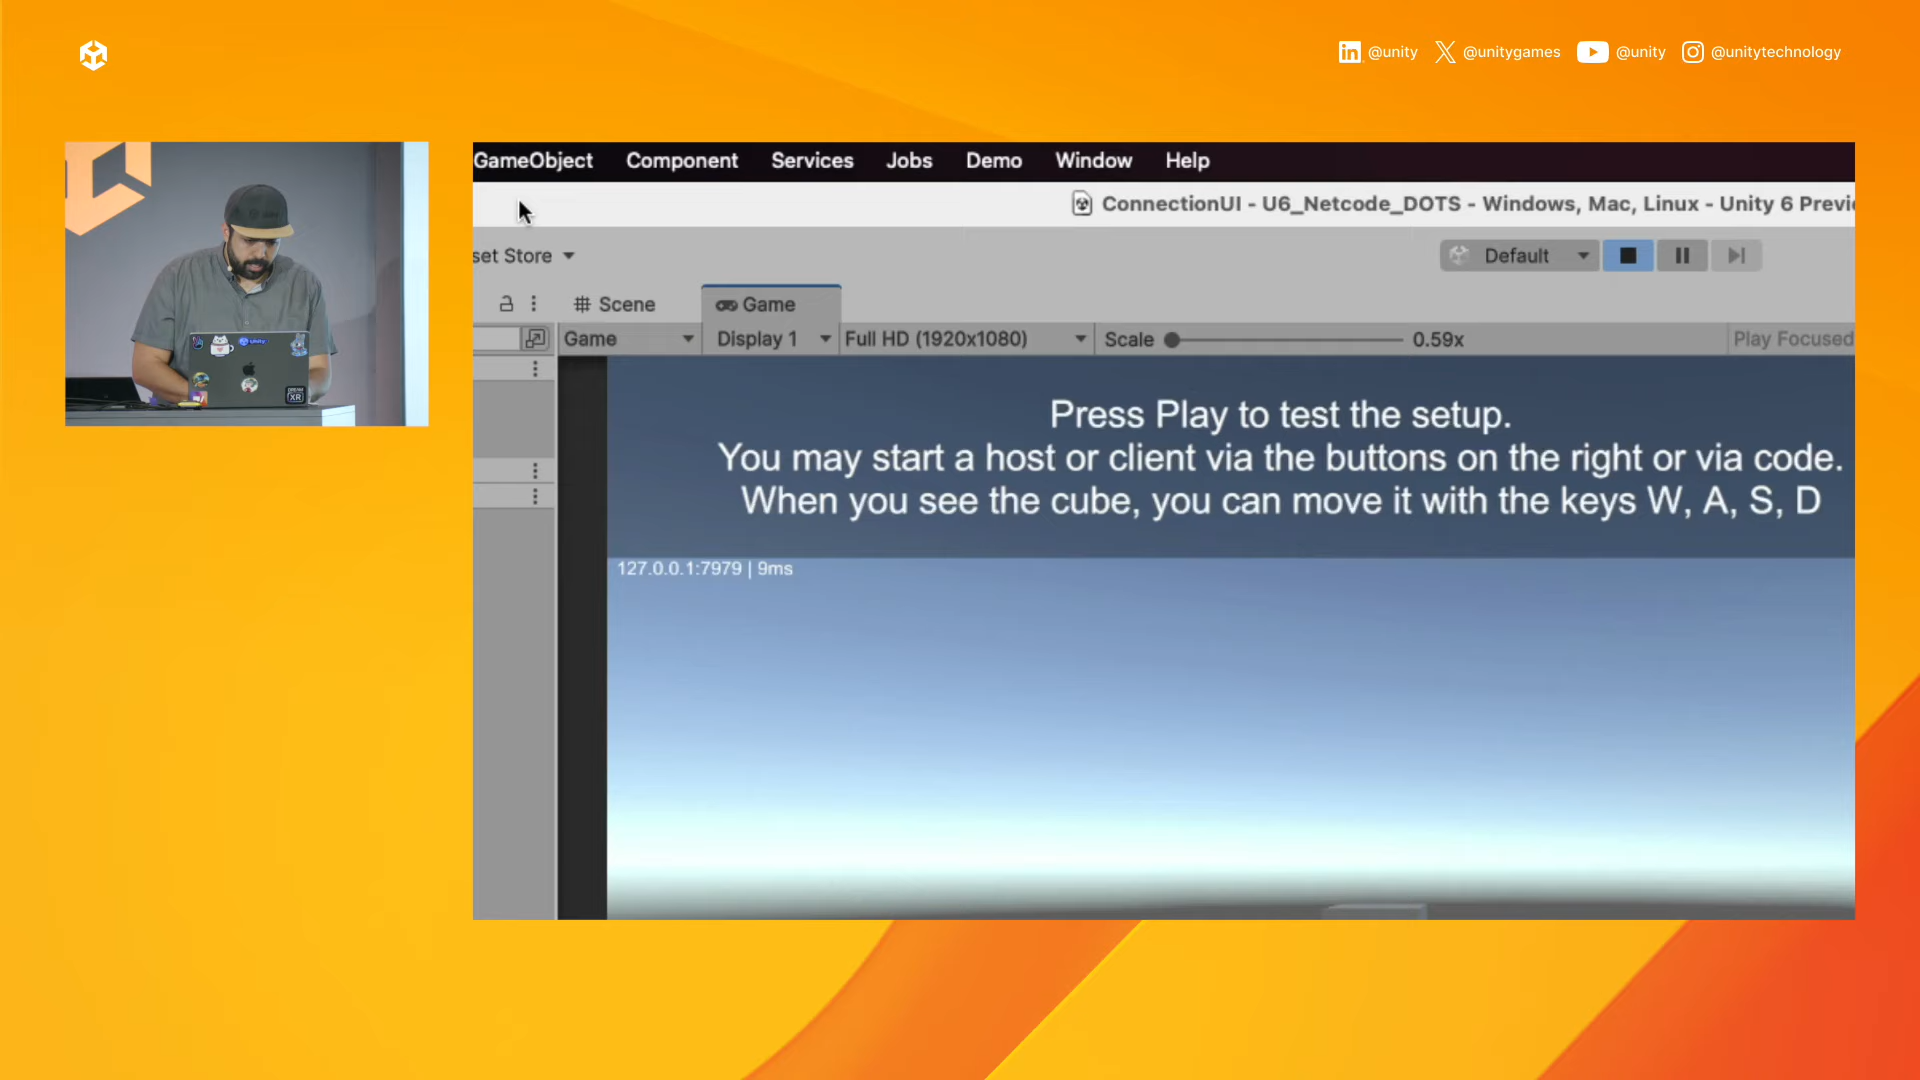 @unity
@unitygames
@unity
@unitytechnology
GameObject Component Services Jobs Demo Window Help
ConnectionUI - U6_Netcode_DOTS - Windows, Mac, Linux - Unity 6 Previe
set Store
Default
Scene
Game
Game
Display 1
Full HD (1920x1080)
Scale
0.59x
Play Focused
Press Play to test the setup.
You may start a host or client via the buttons on the right or via code.
When you see the cube, you can move it with the keys W, A, S, D
127.0.0.1:7979 | 9ms
unity
XR